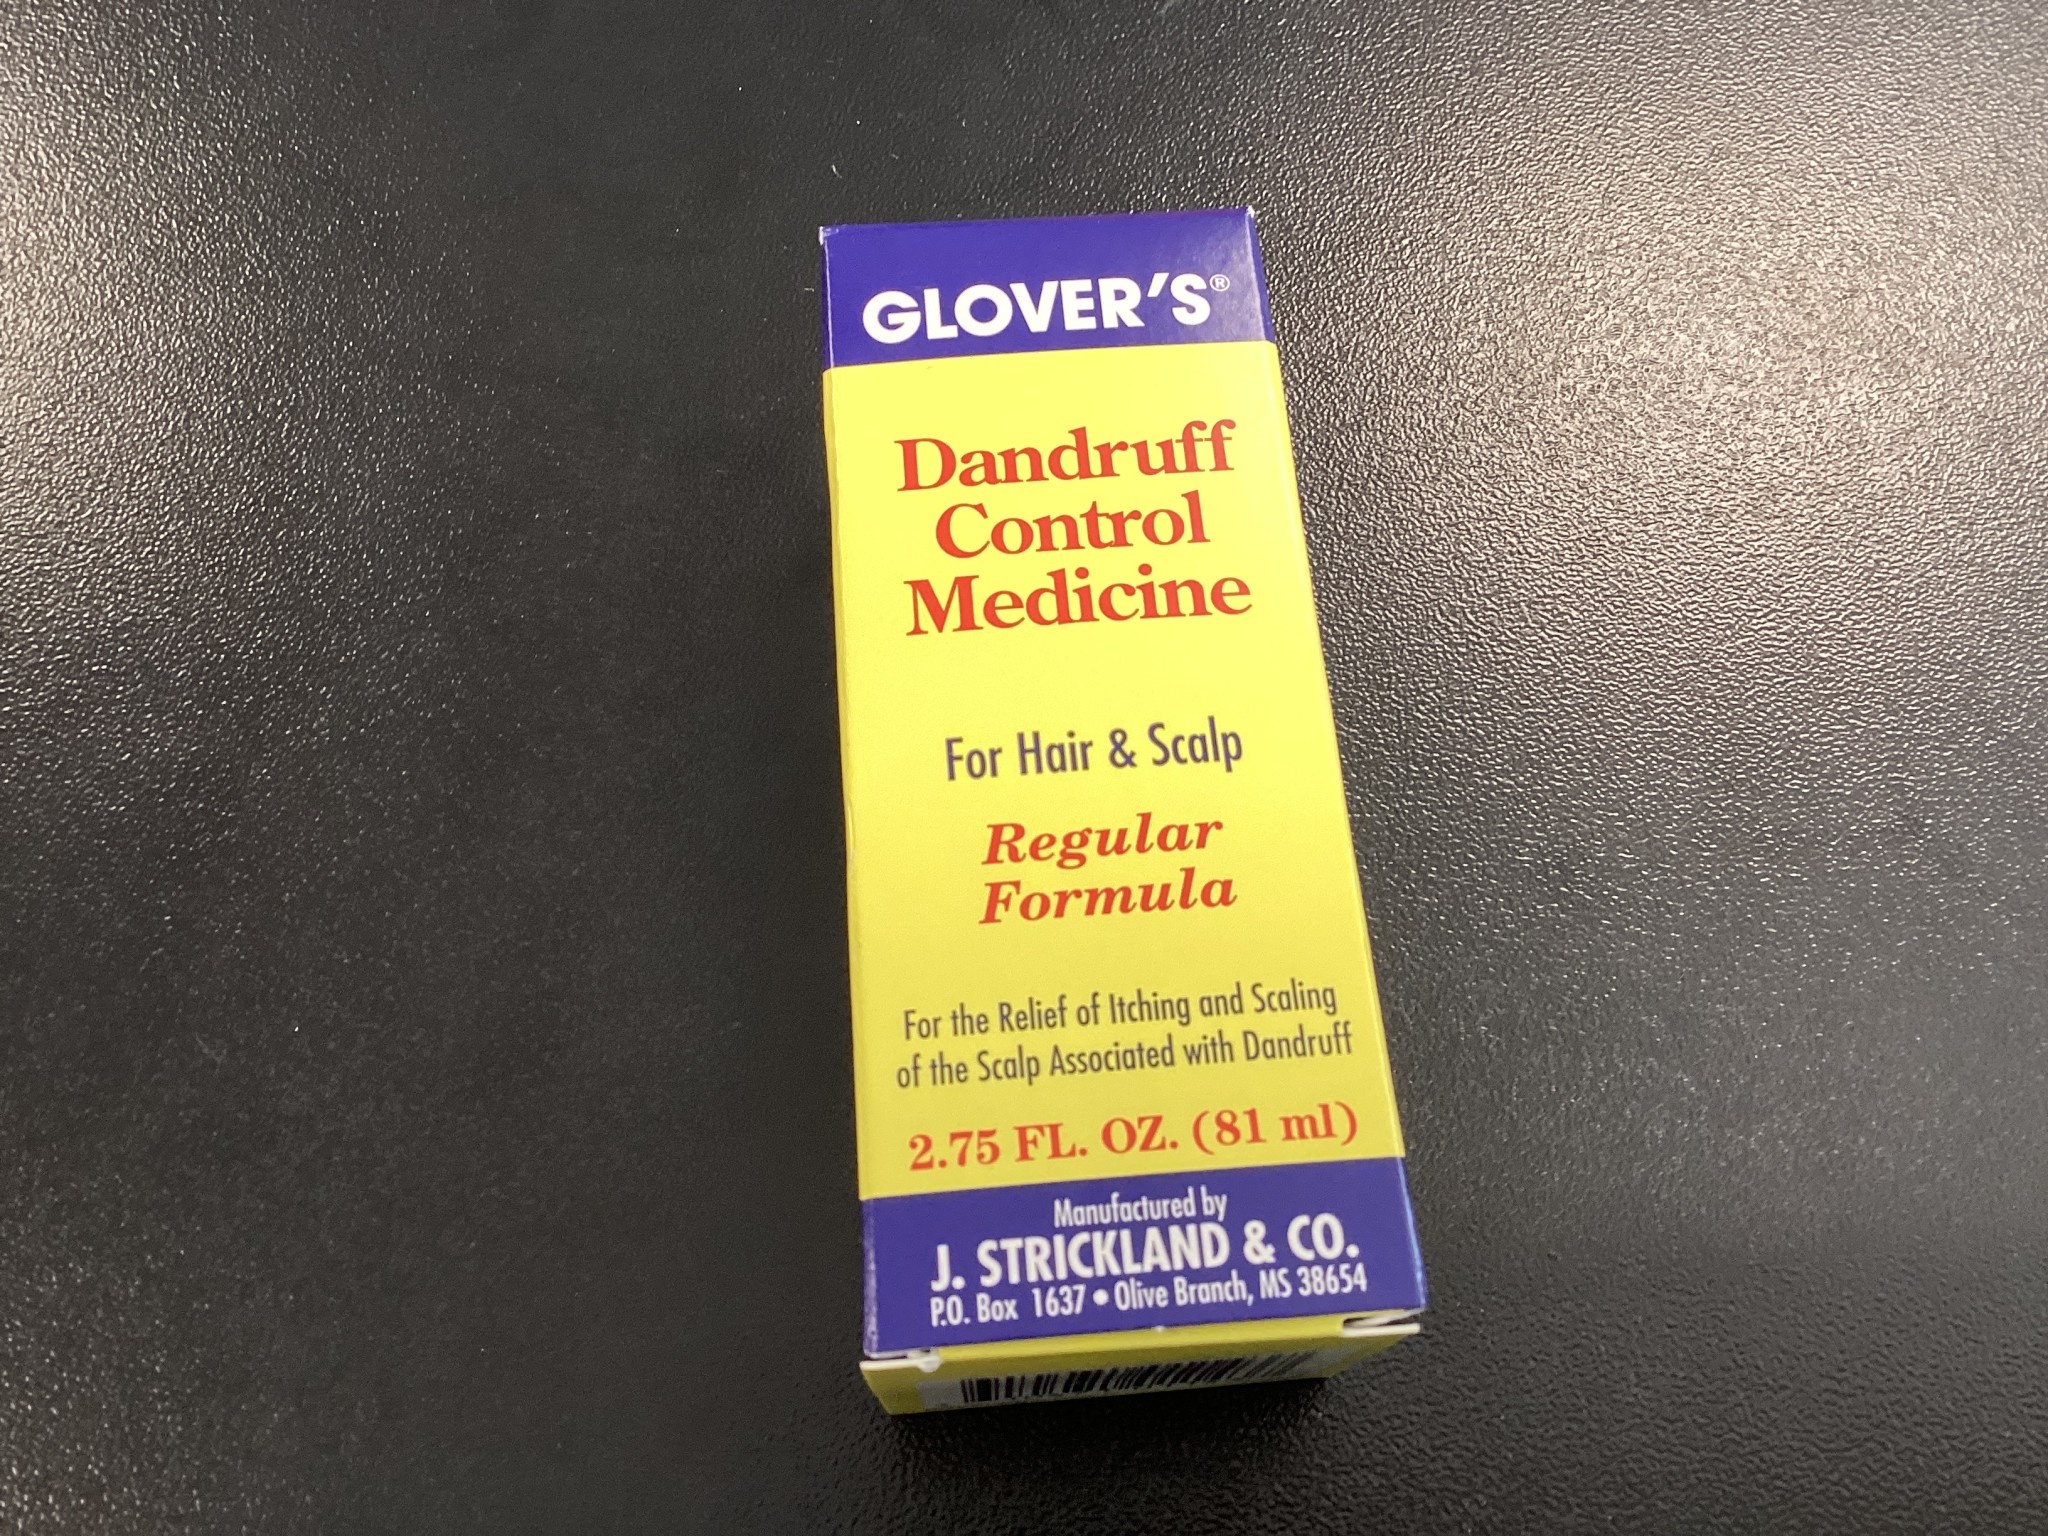 GLOVER'S®
Dandruff
Control
Medicine
For Hair & Scalp
Regular
Formula
For the Relief of Itching and Scaling
of the Scalp Associated with Dandruff
2.75 FL. OZ. (81 ml)
Manufactured by
J. STRICKLAND & CO.
P.O. Box 1637 • Olive Branch, MS 38654